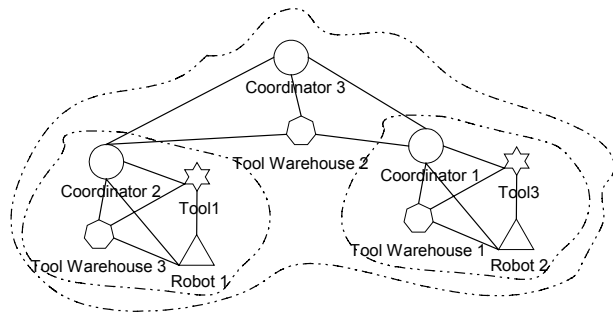 Coordinator 3
Tool Warehouse 2
Coordinator 2
Coordinator 1
Tool1
Tool3
Tool Warehouse 3
Tool Warehouse 1
Robot 1
Robot 2